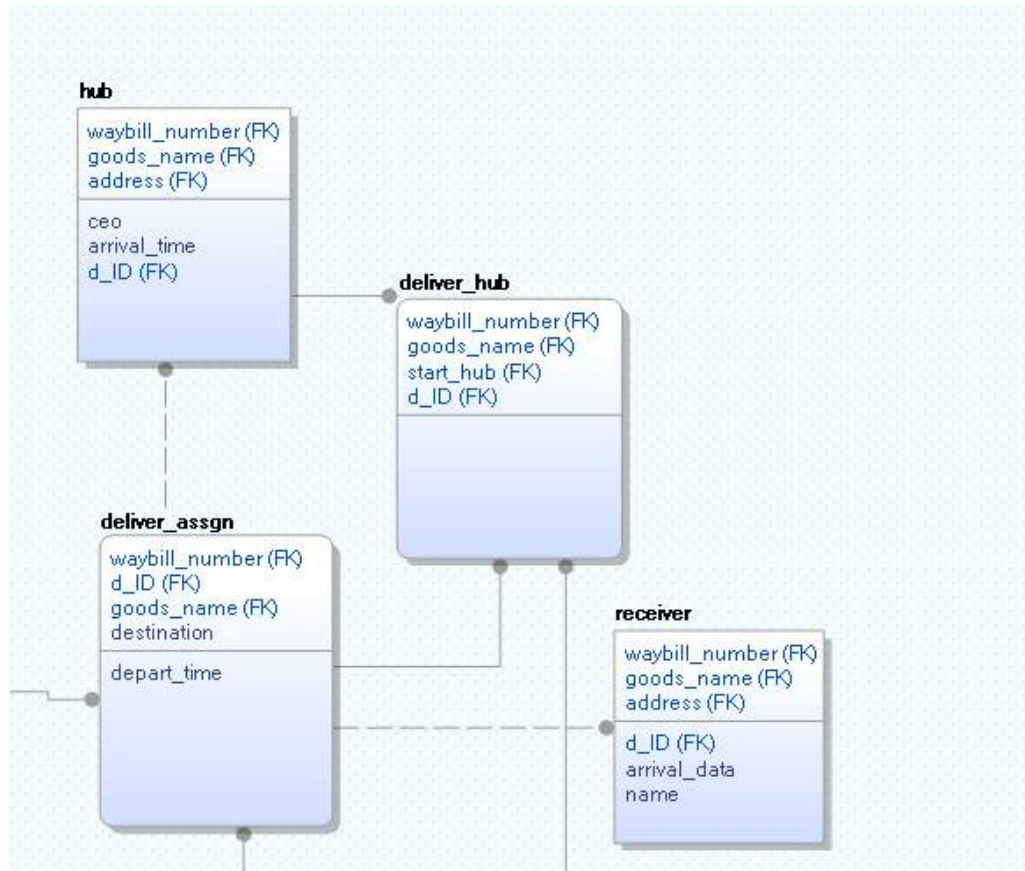 hub
waybill_number (FK)
goods_name (FK)
address (FK)
ceo
arrival_time
d_ID (FK)
deliver_hub
waybill_number (FK)
goods_name (FK)
start_hub (FK)
d_ID (FK)
deliver_assgn
waybill_number (FK)
d_ID (FK)
goods_name (FK)
destination
depart_time
receiver
waybill_number (FK)
goods_name (FK)
address (FK)
d_ID (FK)
arrival_data
name